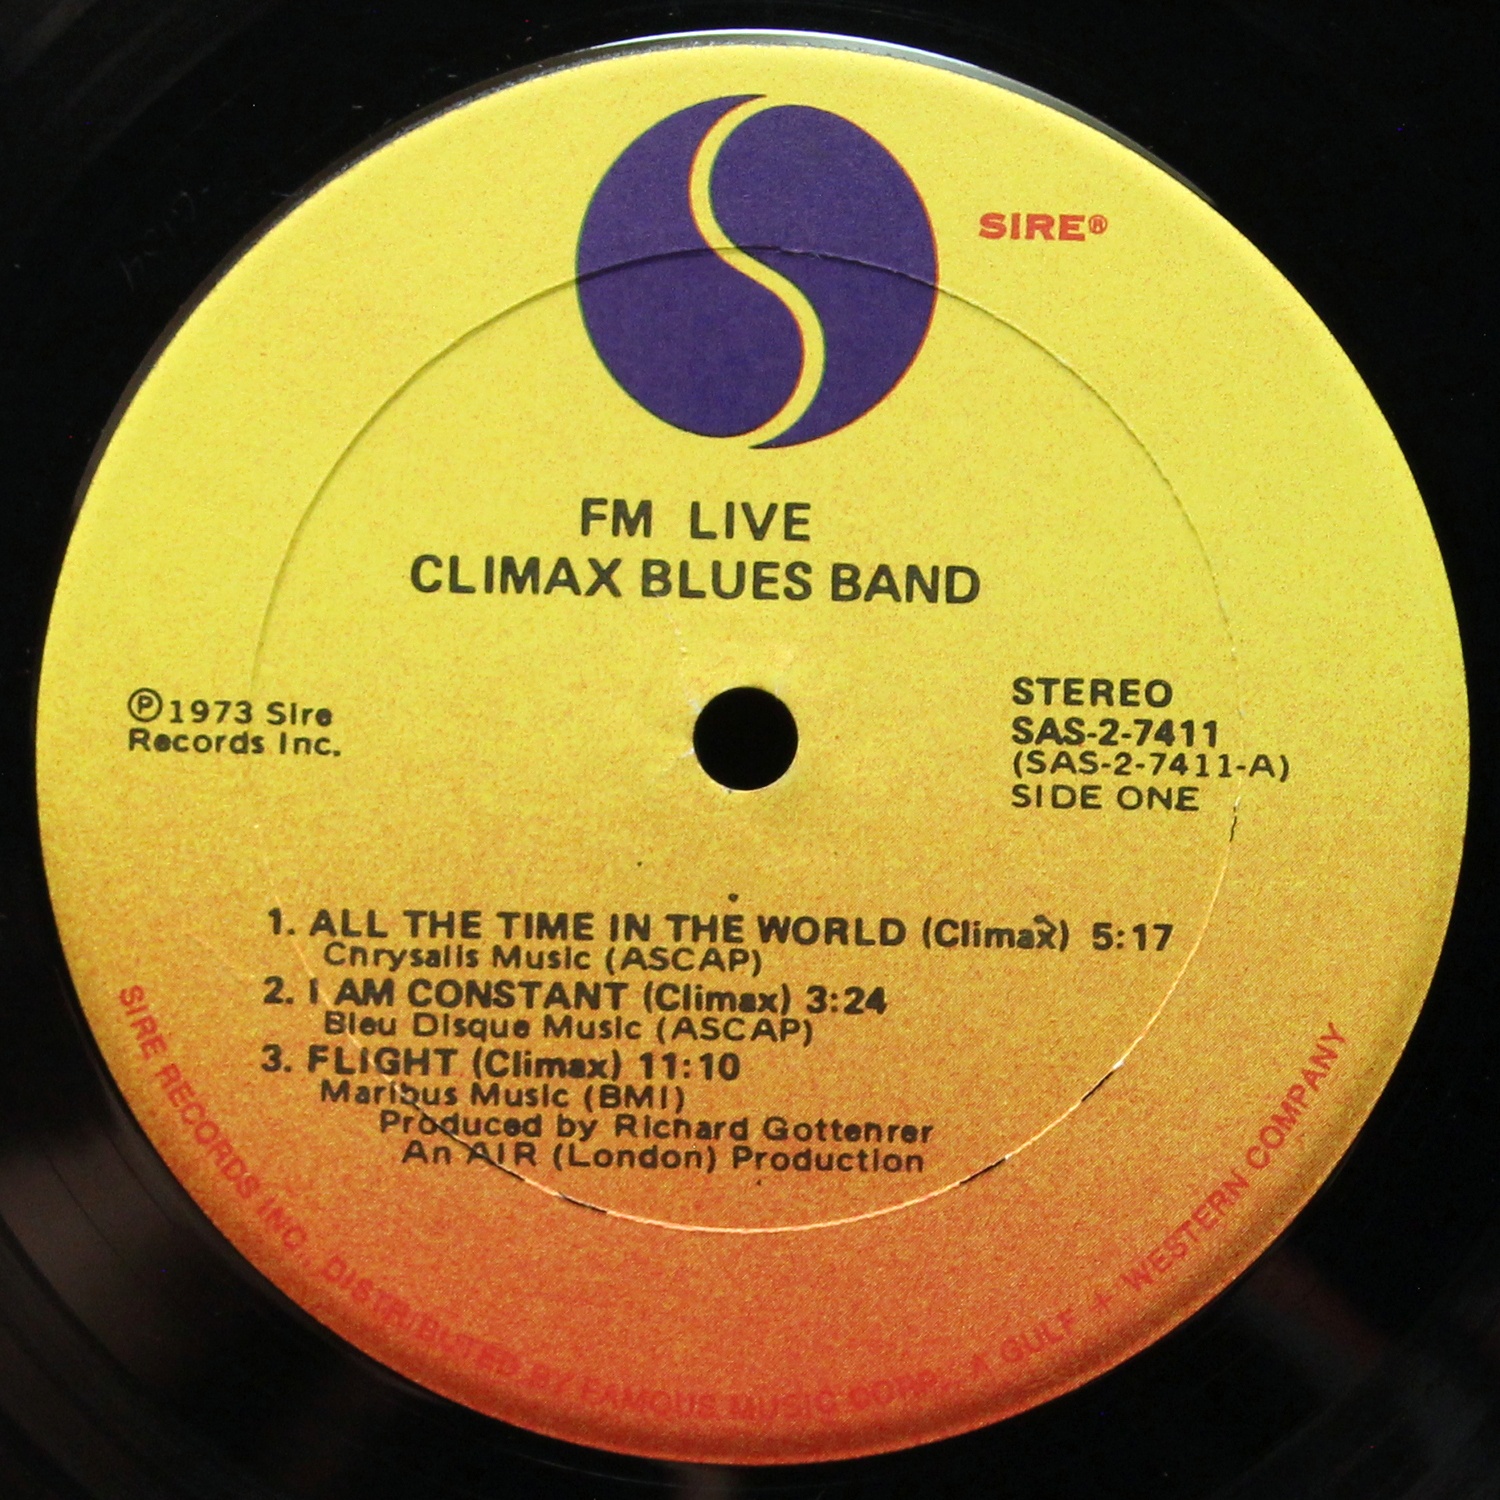 SIRE®
FM LIVE
CLIMAX BLUES BAND
℗1973 Sire
Records Inc.
STEREO
SAS-2-7411
(SAS-2-7411-A)
SIDE ONE
1. ALL THE TIME IN THE WORLD (Climax) 5:17
Chrysalis Music (ASCAP)
2. I AM CONSTANT (Climax) 3:24
Bleu Disque Music (ASCAP)
3. FLIGHT (Climax) 11:10
Maribus Music (BMI)
Produced by Richard Gottehrer
An AIR (London) Production
SIRE RECORDS INC., DISTRIBUTED BY FAMOUS MUSIC CORP., A GULF + WESTERN COMPANY